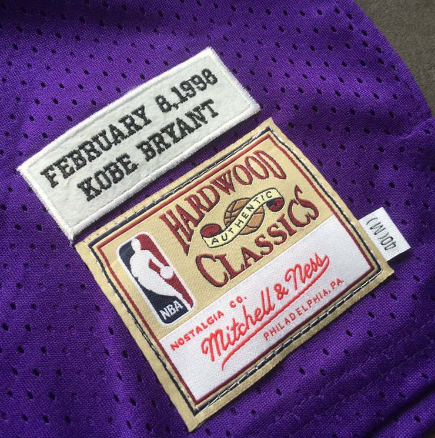 FEBRUARY 8,1998
KOBE BRYANT
HARDWOOD
AUTHENTIC
CLASSICS
NBA
NOSTALGIA CO.
Mitchell & Ness
PHILADELPHIA, PA.